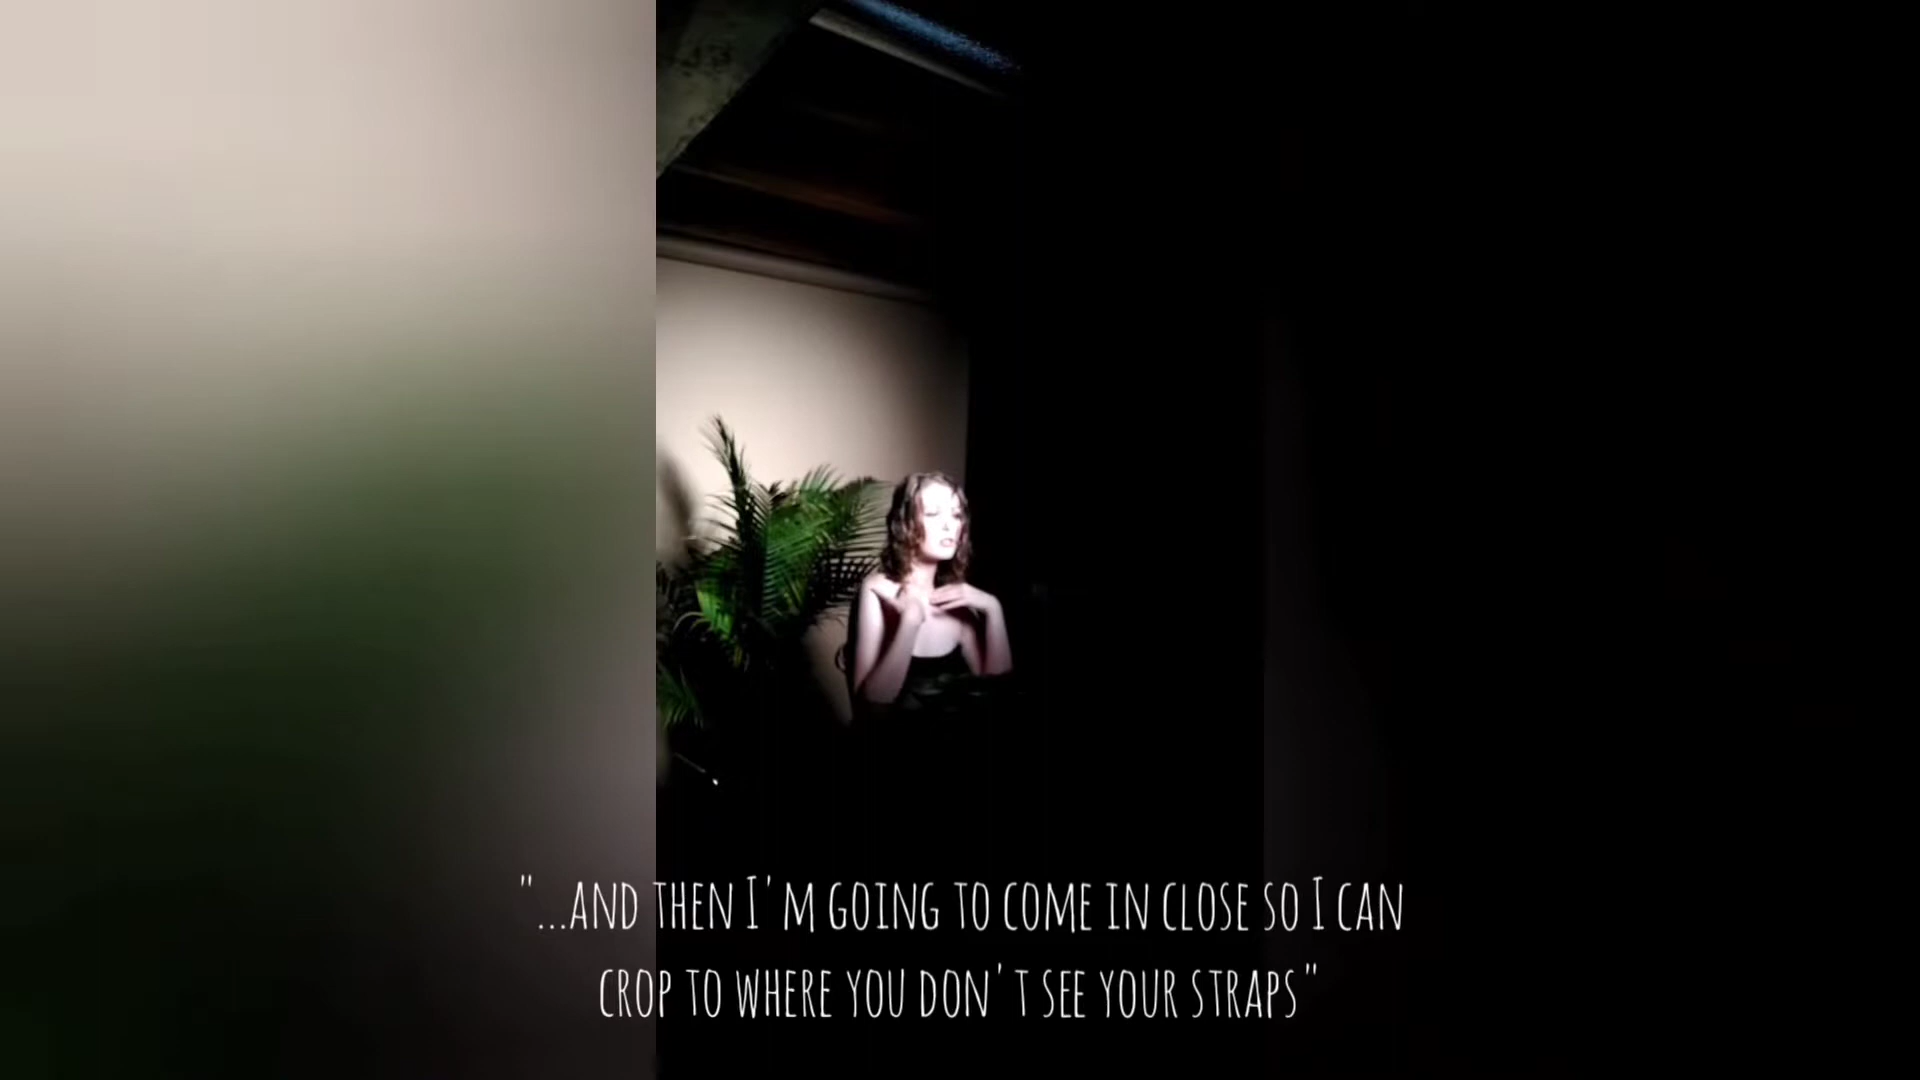 "...AND THEN I'M GOING TO COME IN CLOSE SO I CAN
CROP TO WHERE YOU DON'T SEE YOUR STRAPS"